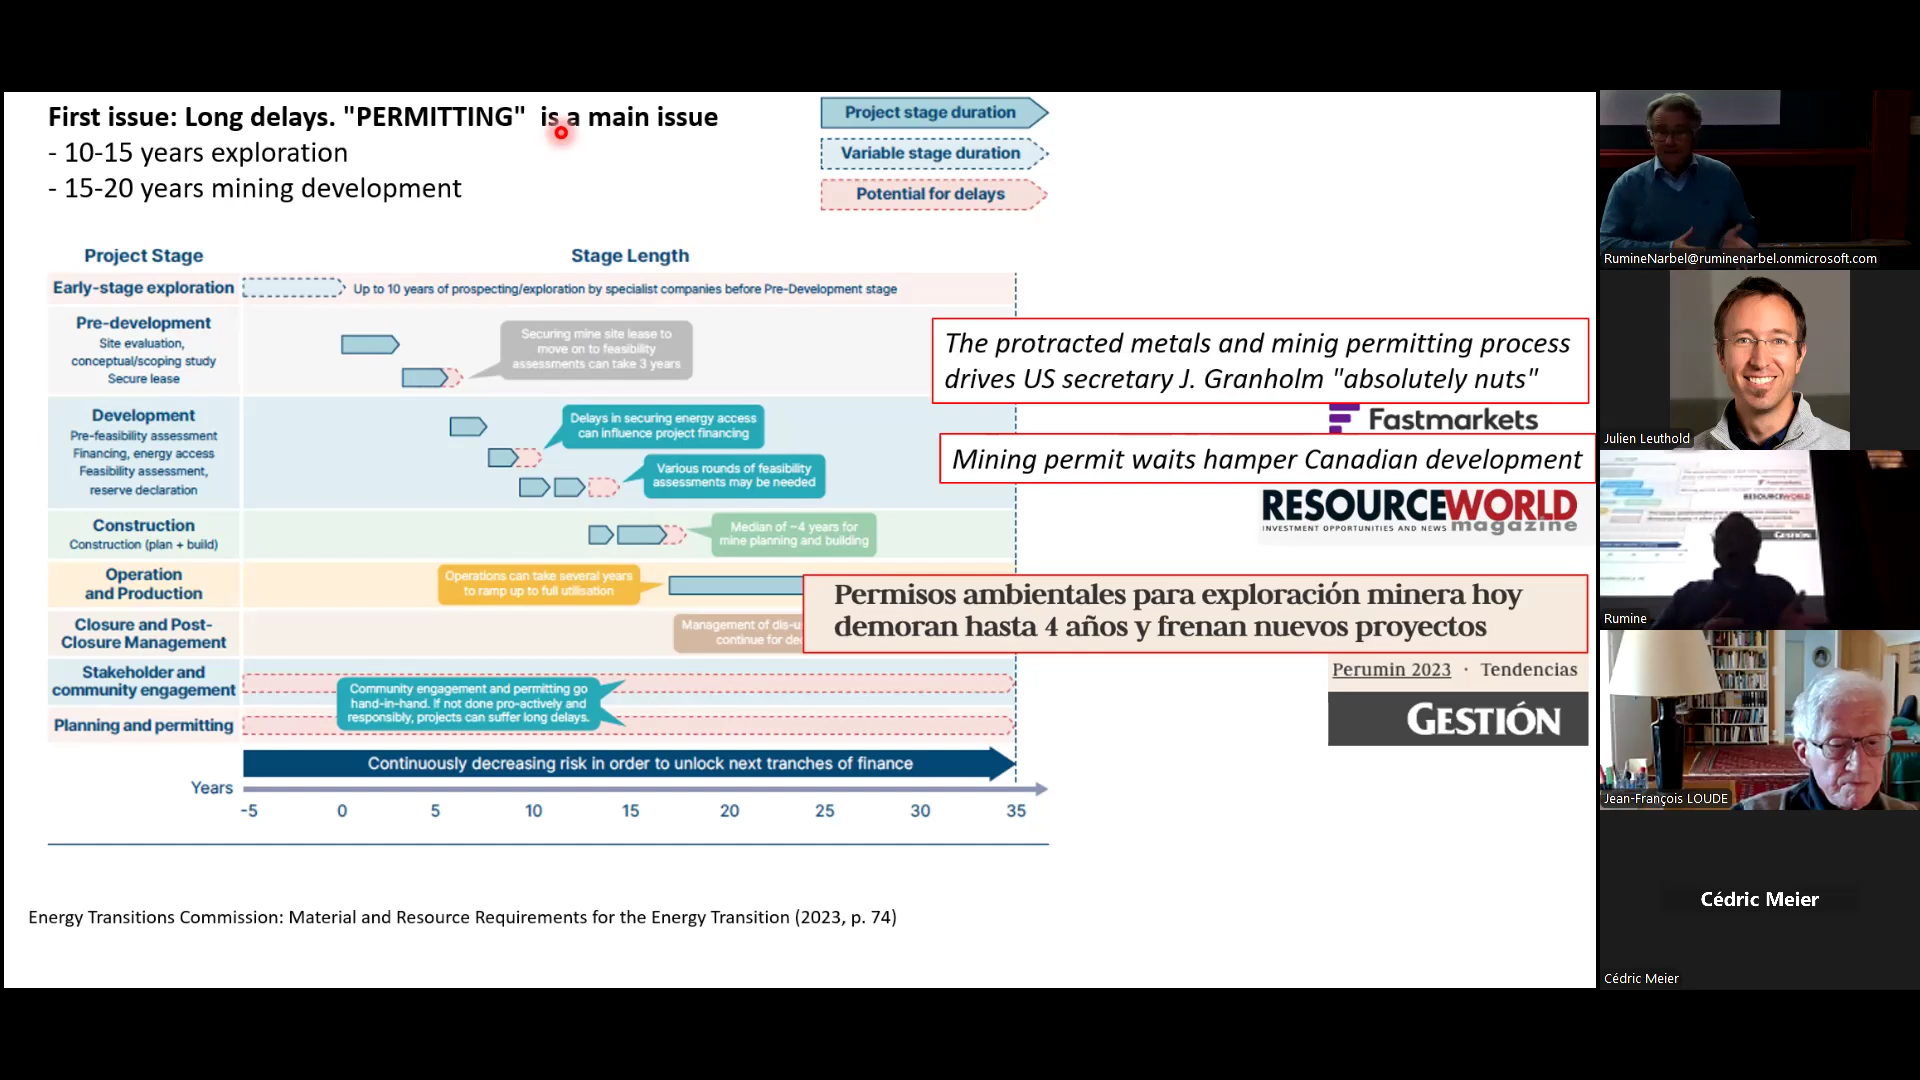 First issue: Long delays. "PERMITTING"  is a main issue
- 10-15 years exploration
- 15-20 years mining development
Project stage duration
Variable stage duration
Potential for delays
Project Stage
Stage Length
Early-stage exploration
Up to 10 years of prospecting/exploration by specialist companies before Pre-Development stage
Pre-development
Site evaluation,
conceptual/scoping study
Secure lease
Securing mine site lease to
move on to feasibility
assessments can take 3 years
Development
Pre-feasibility assessment
Financing, energy access
Feasibility assessment,
reserve declaration
Delays in securing energy access
can influence project financing
Various rounds of feasibility
assessments may be needed
Construction
Construction (plan + build)
Median of ~4 years for
mine planning and building
Operation
and Production
Operations can take several years
to ramp up to full utilisation
Closure and Post-
Closure Management
Management of dis-u
continue for de
Stakeholder and
community engagement
Community engagement and permitting go
hand-in-hand. If not done pro-actively and
responsibly, projects can suffer long delays.
Planning and permitting
Continuously decreasing risk in order to unlock next tranches of finance
Years
-5 0 5 10 15 20 25 30 35
Energy Transitions Commission: Material and Resource Requirements for the Energy Transition (2023, p. 74)
The protracted metals and minig permitting process
drives US secretary J. Granholm "absolutely nuts"
Fastmarkets
Mining permit waits hamper Canadian development
RESOURCEWORLD
INVESTMENT OPPORTUNITIES AND NEWS magazine
Permisos ambientales para exploración minera hoy
demoran hasta 4 años y frenan nuevos proyectos
Perumin 2023 · Tendencias
GESTIÓN
RumineNarbel@ruminenarbel.onmicrosoft.com
Julien Leuthold
RESOURCEWORLD
GESTIÓN
Rumine
Jean-François LOUDE
Cédric Meier
Cédric Meier